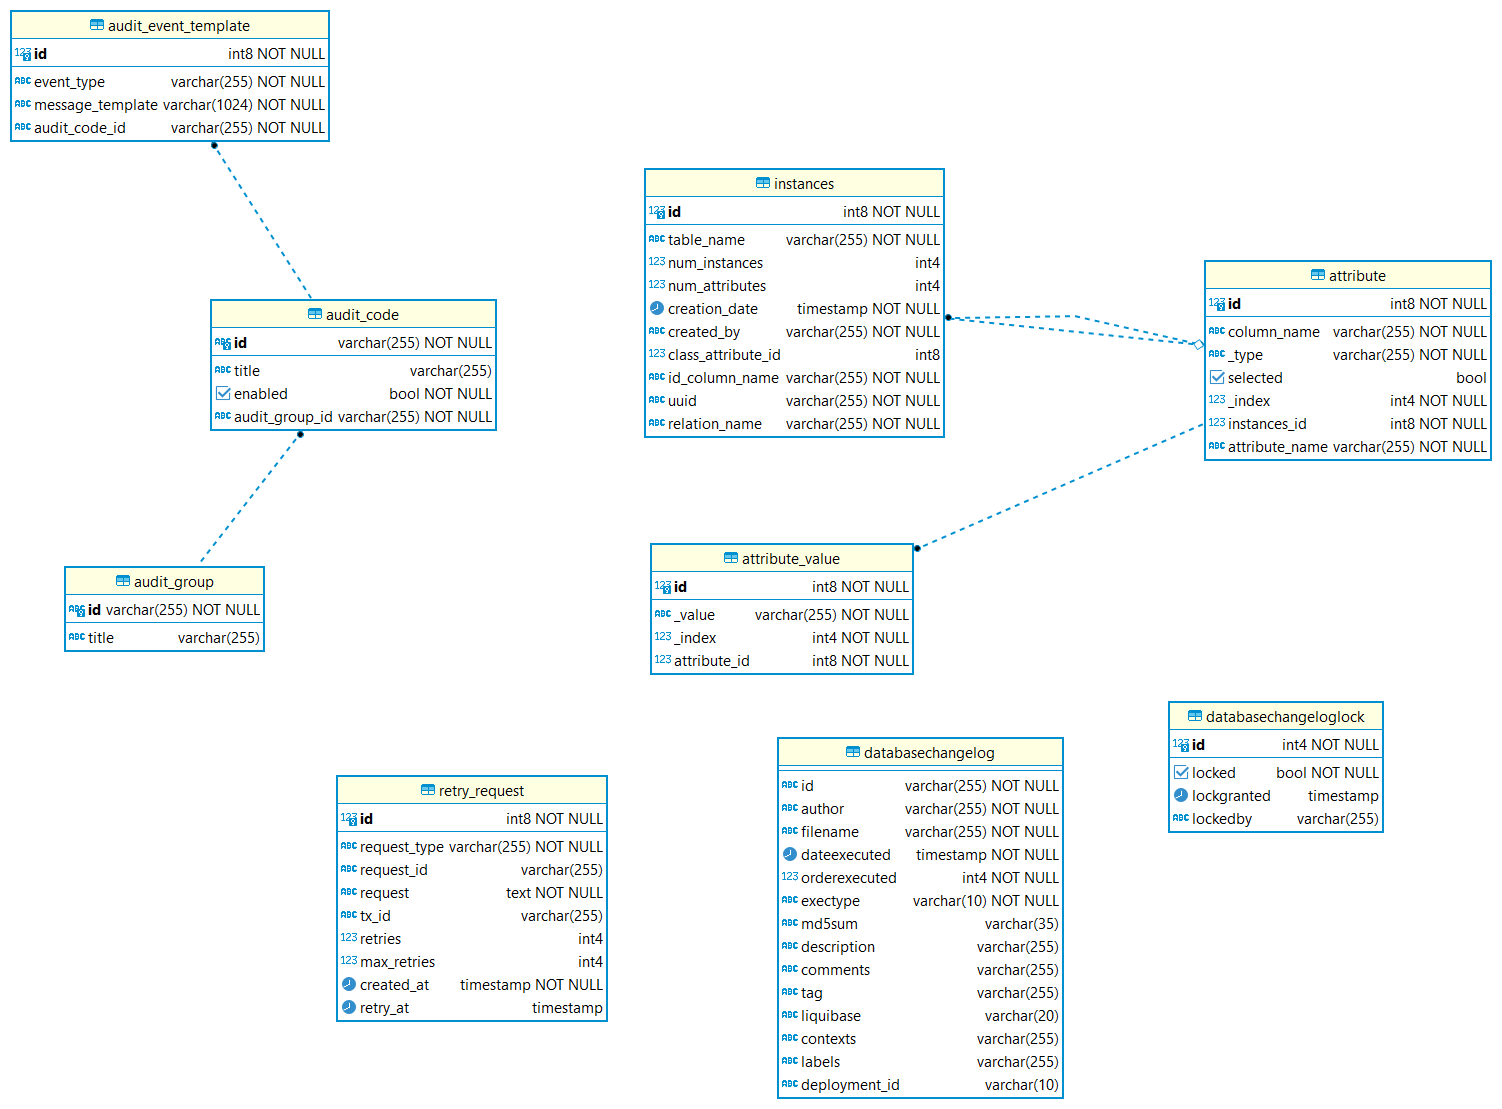 audit_event_template
id int8 NOT NULL
event_type varchar(255) NOT NULL
message_template varchar(1024) NOT NULL
audit_code_id varchar(255) NOT NULL
audit_code
id varchar(255) NOT NULL
title varchar(255)
enabled bool NOT NULL
audit_group_id varchar(255) NOT NULL
audit_group
id varchar(255) NOT NULL
title varchar(255)
instances
id int8 NOT NULL
table_name varchar(255) NOT NULL
num_instances int4
num_attributes int4
creation_date timestamp NOT NULL
created_by varchar(255) NOT NULL
class_attribute_id int8
id_column_name varchar(255) NOT NULL
uuid varchar(255) NOT NULL
relation_name varchar(255) NOT NULL
attribute
id int8 NOT NULL
column_name varchar(255) NOT NULL
_type varchar(255) NOT NULL
selected bool
_index int4 NOT NULL
instances_id int8 NOT NULL
attribute_name varchar(255) NOT NULL
attribute_value
id int8 NOT NULL
_value varchar(255) NOT NULL
_index int4 NOT NULL
attribute_id int8 NOT NULL
retry_request
id int8 NOT NULL
request_type varchar(255) NOT NULL
request_id varchar(255)
request text NOT NULL
tx_id varchar(255)
retries int4
max_retries int4
created_at timestamp NOT NULL
retry_at timestamp
databasechangelog
id varchar(255) NOT NULL
author varchar(255) NOT NULL
filename varchar(255) NOT NULL
dateexecuted timestamp NOT NULL
orderexecuted int4 NOT NULL
exectype varchar(10) NOT NULL
md5sum varchar(35)
description varchar(255)
comments varchar(255)
tag varchar(255)
liquibase varchar(20)
contexts varchar(255)
labels varchar(255)
deployment_id varchar(10)
databasechangeloglock
id int4 NOT NULL
locked bool NOT NULL
lockgranted timestamp
lockedby varchar(255)